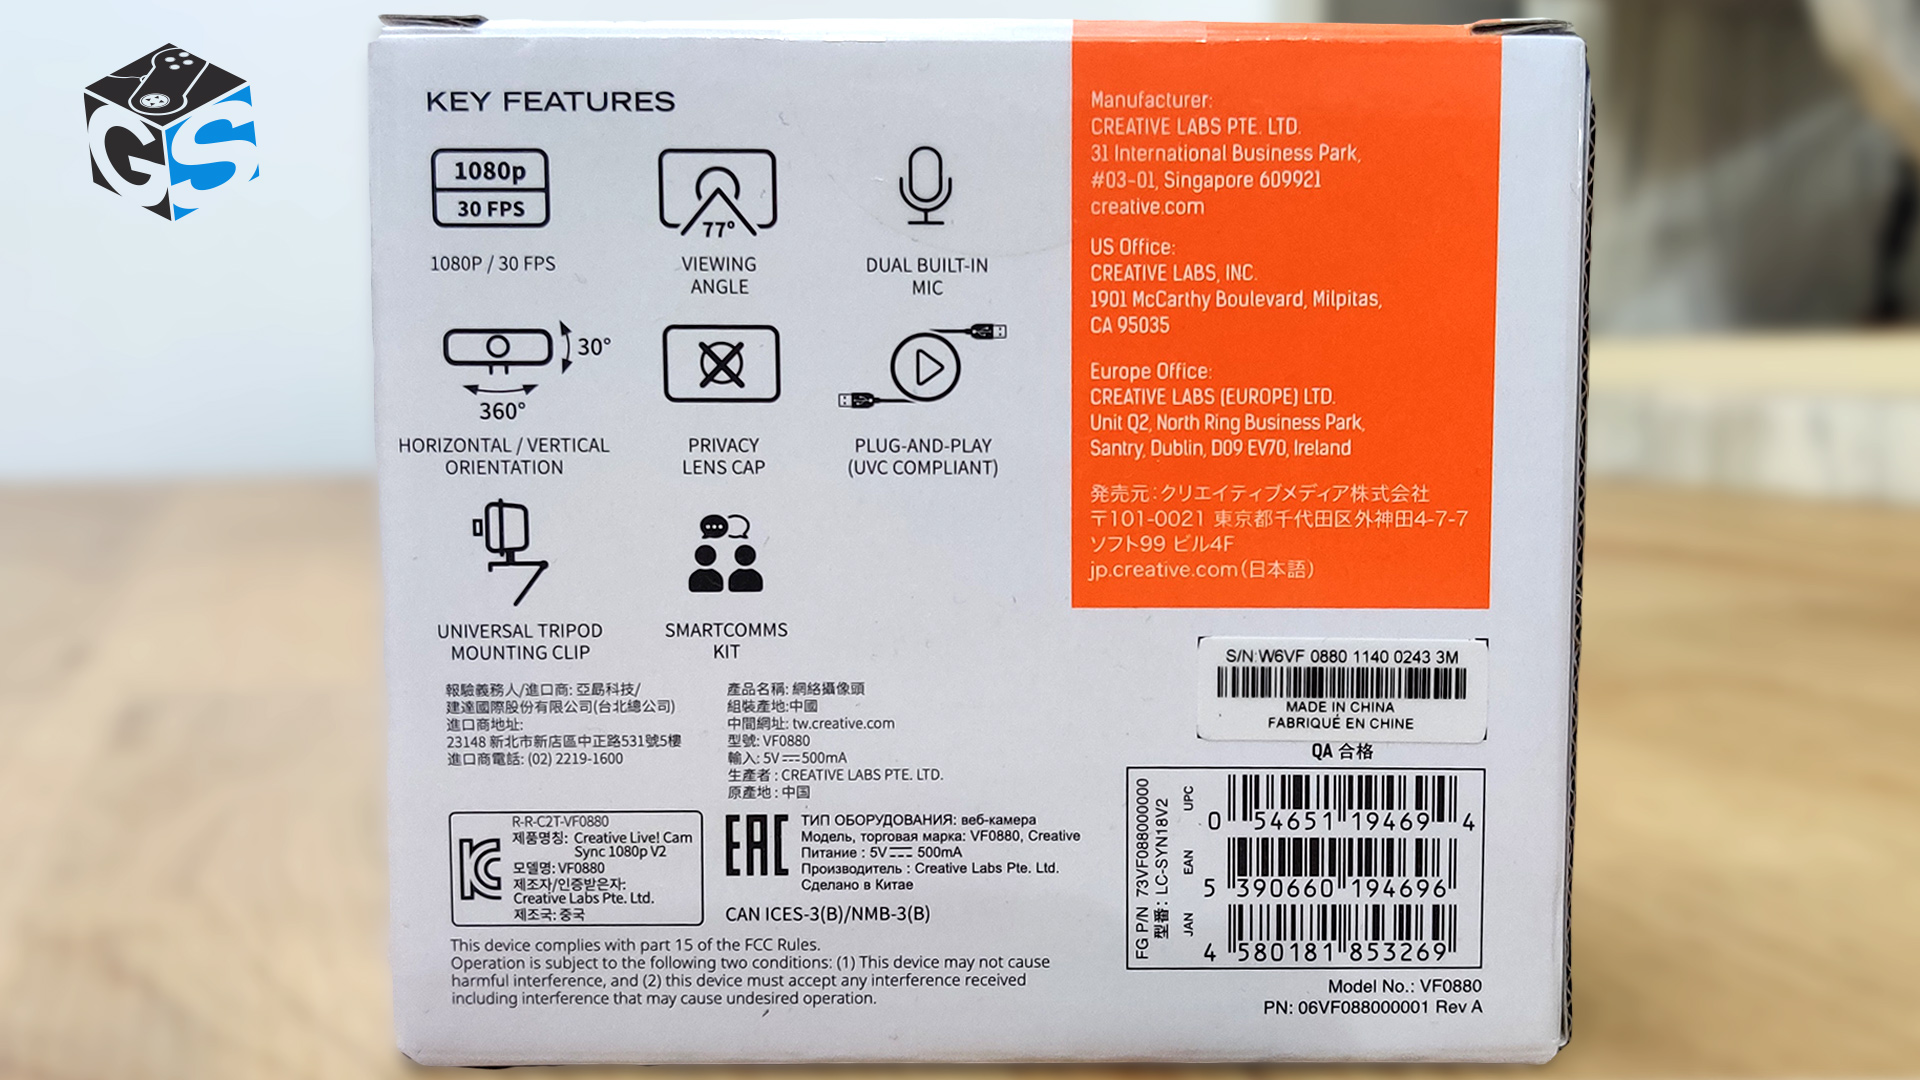 GS
KEY FEATURES
1080p
30 FPS
1080P / 30 FPS
77°
VIEWING
ANGLE
DUAL BUILT-IN
MIC
30°
360°
HORIZONTAL / VERTICAL
ORIENTATION
PRIVACY
LENS CAP
PLUG-AND-PLAY
(UVC COMPLIANT)
UNIVERSAL TRIPOD
MOUNTING CLIP
SMARTCOMMS
KIT
Manufacturer:
CREATIVE LABS PTE. LTD.
31 International Business Park,
#03-01, Singapore 609921
creative.com
US Office:
CREATIVE LABS, INC.
1901 McCarthy Boulevard, Milpitas,
CA 95035
Europe Office:
CREATIVE LABS (EUROPE) LTD.
Unit Q2, North Ring Business Park,
Santry, Dublin, D09 EV70, Ireland
発売元：クリエイティブメディア株式会社
〒101-0021 東京都千代田区外神田4-7-7
ソフト99 ビル4F
jp.creative.com（日本語）
報驗義務人/進口商: 亞勗科技/
建達國際股份有限公司(台北總公司)
進口商地址:
23148 新北市新店區中正路531號5樓
進口商電話: (02) 2219-1600
產品名稱: 網絡攝像頭
組裝產地:中國
中間網址: tw.creative.com
型號: VF0880
輸入: 5V⎓500mA
生產者 : CREATIVE LABS PTE. LTD.
原產地 : 中国
R-R-C2T-VF0880
제품명칭: Creative Live! Cam
Sync 1080p V2
모델명: VF0880
제조자/인증받은자:
Creative Labs Pte. Ltd.
제조국: 중국
EAC
ТИП ОБОРУДОВАНИЯ: веб-камера
Модель, торговая марка: VF0880, Creative
Питание : 5V⎓ 500mA
Производитель : Creative Labs Pte. Ltd.
Сделано в Китае
CAN ICES-3(B)/NMB-3(B)
This device complies with part 15 of the FCC Rules.
Operation is subject to the following two conditions: (1) This device may not cause
harmful interference, and (2) this device must accept any interference received
including interference that may cause undesired operation.
S/N:W6VF 0880 1140 0243 3M
MADE IN CHINA
FABRIQUÉ EN CHINE
QA 合格
FG P/N 73VF088000000
型番: LC-SYN18V2
UPC
0 54651 19469 4
EAN
5 390660 194696
JAN
4 580181 853269
Model No.: VF0880
PN: 06VF088000001 Rev A